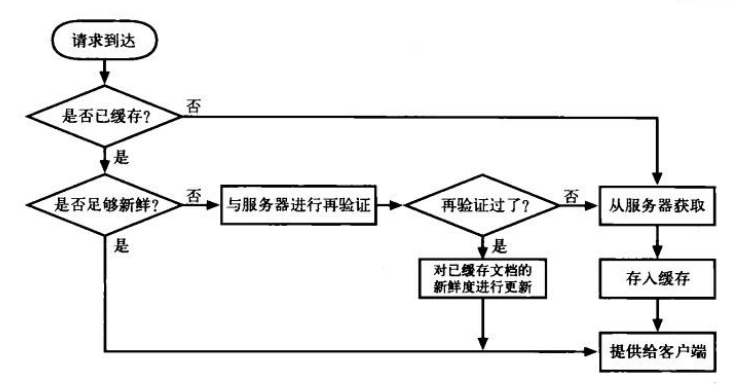 请求到达
是否已缓存?
否
是
是否足够新鲜?
否
与服务器进行再验证
再验证过了?
否
从服务器获取
是
是
对已缓存文档的
新鲜度进行更新
存入缓存
提供给客户端